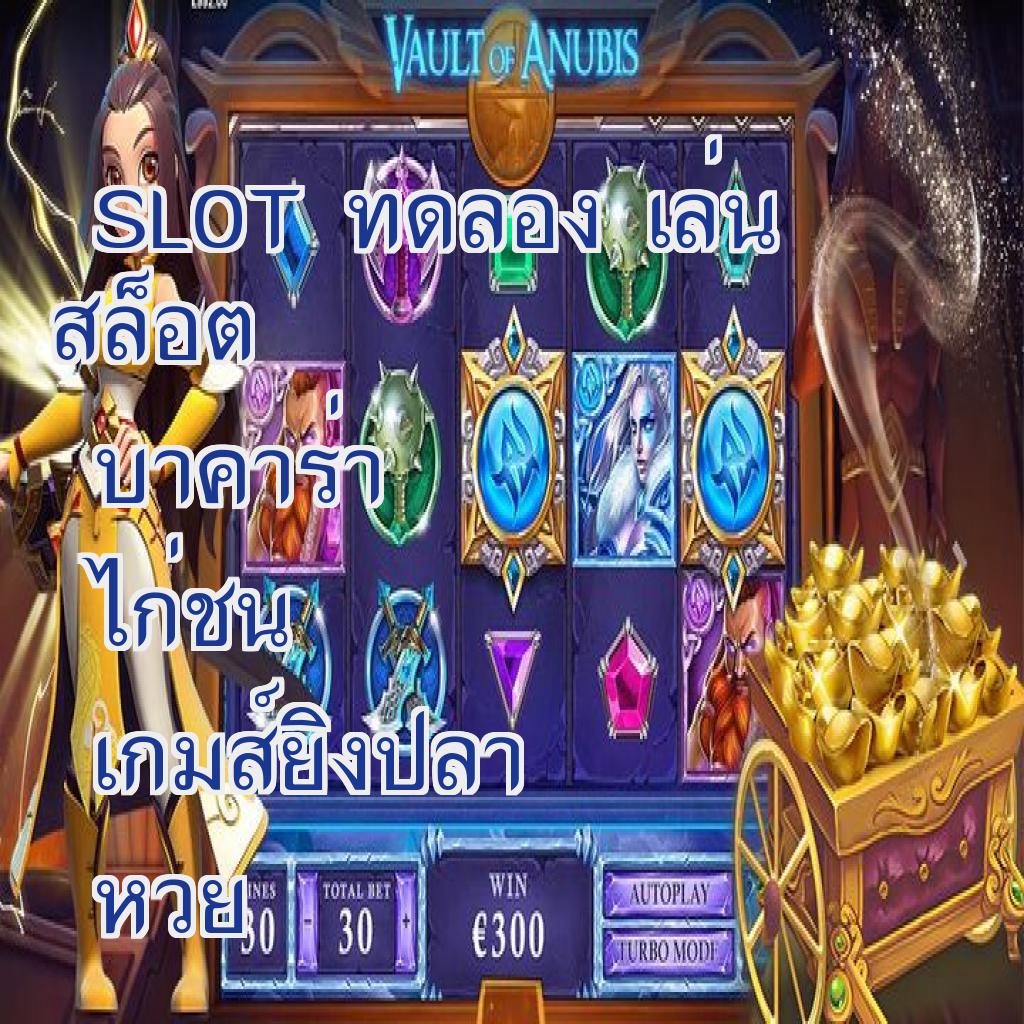 VAULT OF ANUBIS
SLOT ทดลอง เล่น
สล็อต
บาคาร่า
ไก่ชน
เกมส์ยิงปลา
หวย
TOTAL BET
WIN
AUTOPLAY
- 30 +
€300
TURBO MODE